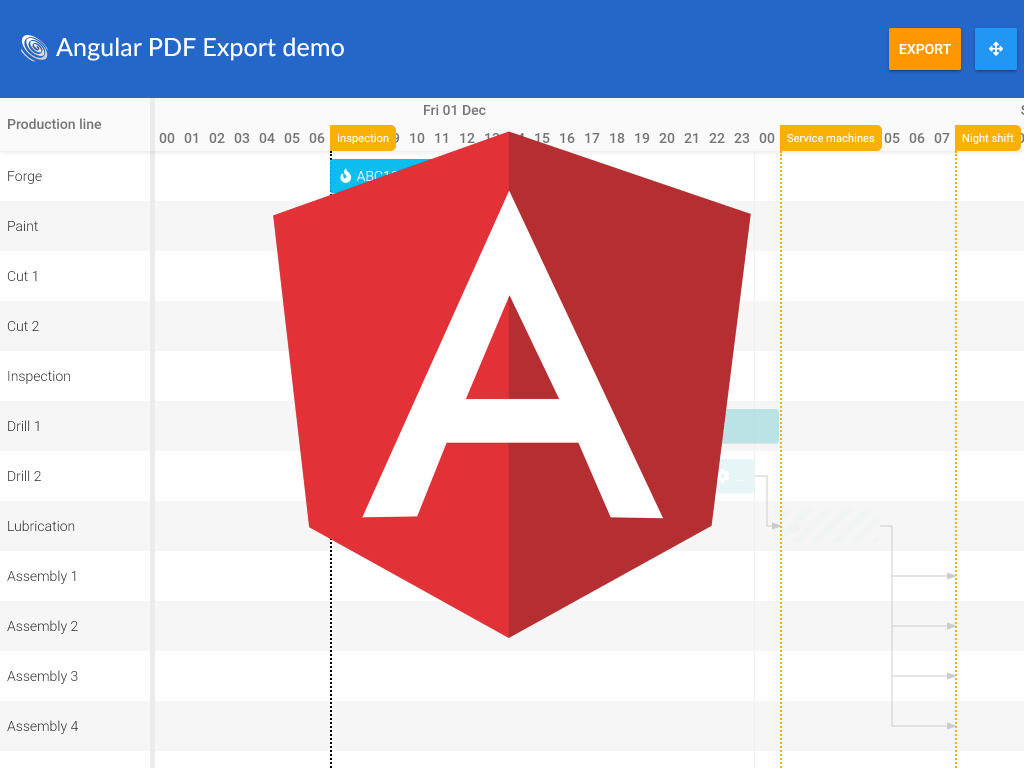 Angular PDF Export demo
EXPORT
Production line
Fri 01 Dec
00 01 02 03 04 05 06 Inspection 10 11 12 15 16 17 18 19 20 21 22 23 00 Service machines 05 06 07 Night shift
Forge
Paint
Cut 1
Cut 2
Inspection
Drill 1
Drill 2
Lubrication
Assembly 1
Assembly 2
Assembly 3
Assembly 4